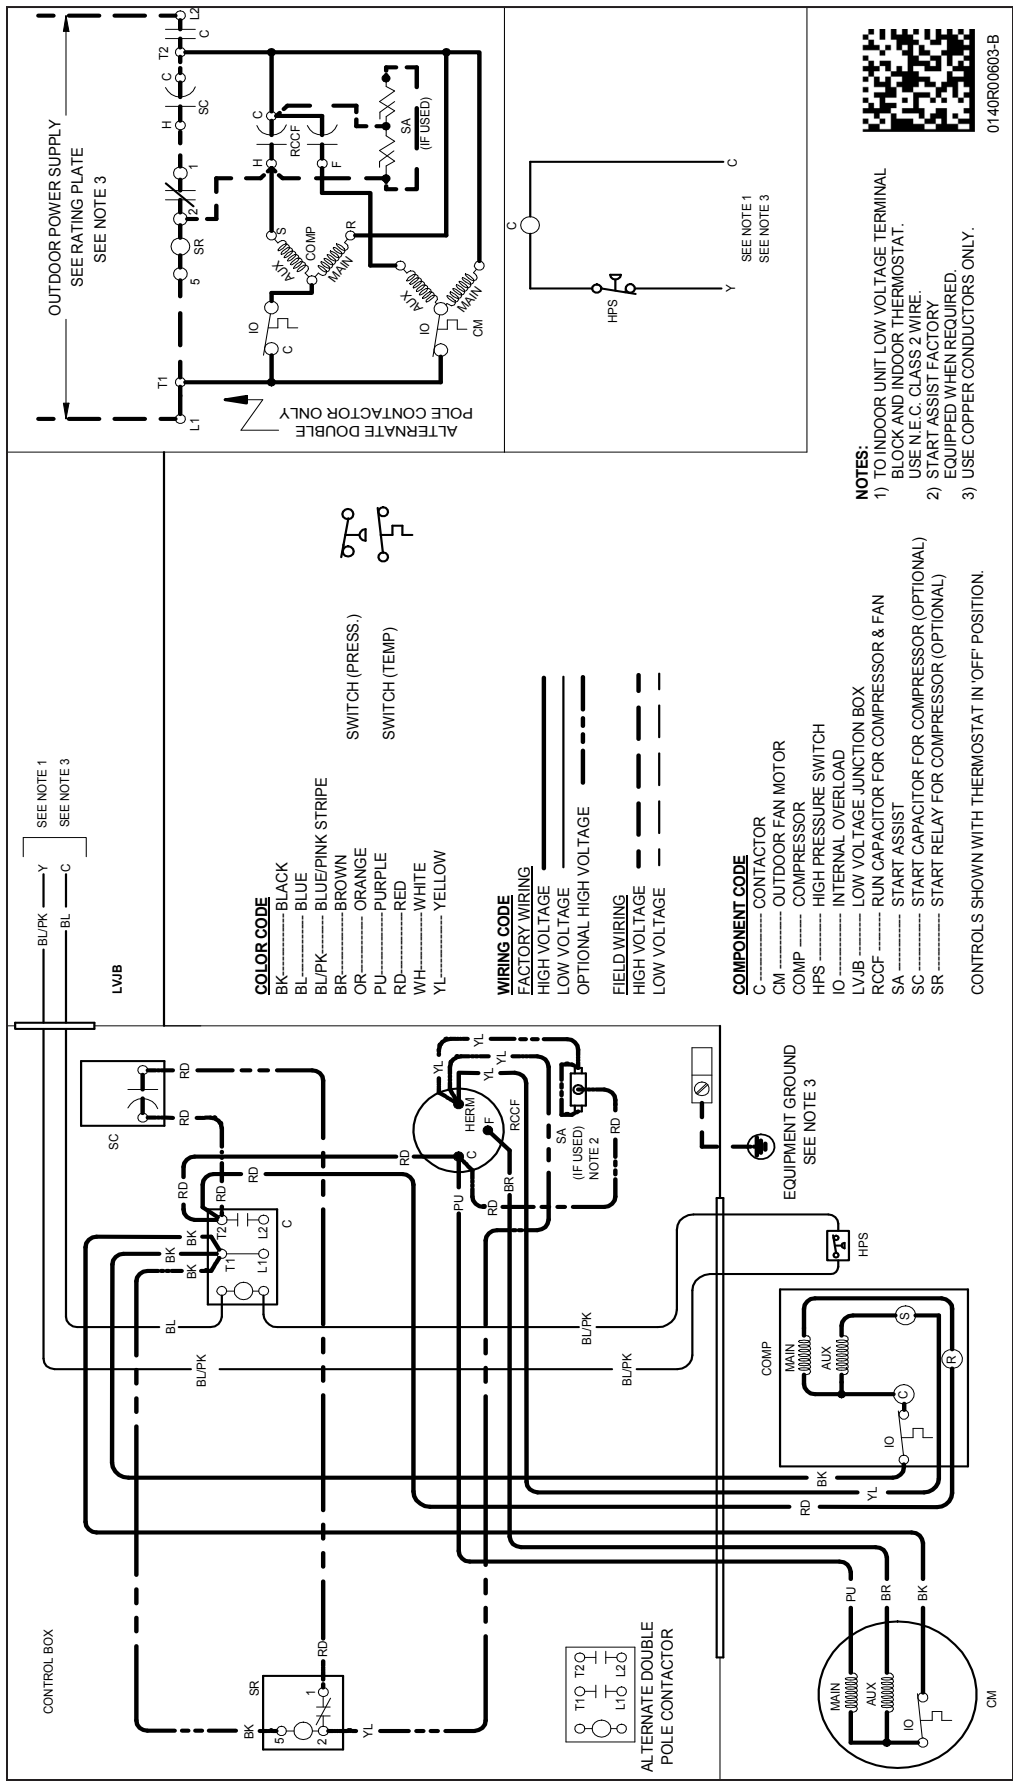 OUTDOOR POWER SUPPLY
SEE RATING PLATE
SEE NOTE 3
L1
T1
5
SR
2
1
H
SC
C
T2
C
L2
ALTERNATE DOUBLE
POLE CONTACTOR ONLY
IO
C
AUX
S
COMP
MAIN
R
H
RCCF
C
F
SA
(IF USED)
IO
CM
AUX
MAIN
C
HPS
Y
C
SEE NOTE 1
SEE NOTE 3
0140R00603-B
NOTES:
1) TO INDOOR UNIT LOW VOLTAGE TERMINAL
BLOCK AND INDOOR THERMOSTAT.
USE N.E.C. CLASS 2 WIRE.
2) START ASSIST FACTORY
EQUIPPED WHEN REQUIRED.
3) USE COPPER CONDUCTORS ONLY.
LVJB
BL/PK
Y
BL
C
SEE NOTE 1
SEE NOTE 3
COLOR CODE
BK----------BLACK
BL----------BLUE
BL/PK------BLUE/PINK STRIPE
BR----------BROWN
OR----------ORANGE
PU----------PURPLE
RD----------RED
WH---------WHITE
YL----------YELLOW
SWITCH (PRESS.)
SWITCH (TEMP)
WIRING CODE
FACTORY WIRING
HIGH VOLTAGE
LOW VOLTAGE
OPTIONAL HIGH VOLTAGE
FIELD WIRING
HIGH VOLTAGE
LOW VOLTAGE
COMPONENT CODE
C ------------- CONTACTOR
CM ----------- OUTDOOR FAN MOTOR
COMP ------- COMPRESSOR
HPS --------- HIGH PRESSURE SWITCH
IO ------------ INTERNAL OVERLOAD
LVJB -------- LOW VOLTAGE JUNCTION BOX
RCCF ------- RUN CAPACITOR FOR COMPRESSOR & FAN
SA ----------- START ASSIST
SC ----------- START CAPACITOR FOR COMPRESSOR (OPTIONAL)
SR ----------- START RELAY FOR COMPRESSOR (OPTIONAL)
CONTROLS SHOWN WITH THERMOSTAT IN 'OFF' POSITION.
CONTROL BOX
SC
RD
RD
RD
RD
RD
RD
BK
BK
BK
T2
T1
L2
L1
C
BL
BL/PK
BL/PK
BL/PK
YL
YL
YL
YL
HERM
F
C
RCCF
PU
BR
RD
SA
(IF USED)
NOTE 2
RD
SR
RD
1
5
2
BK
YL
ALTERNATE DOUBLE
POLE CONTACTOR
T1
T2
L1
L2
EQUIPMENT GROUND
SEE NOTE 3
HPS
COMP
MAIN
AUX
S
R
C
IO
BK
YL
RD
PU
BR
BK
MAIN
AUX
IO
CM